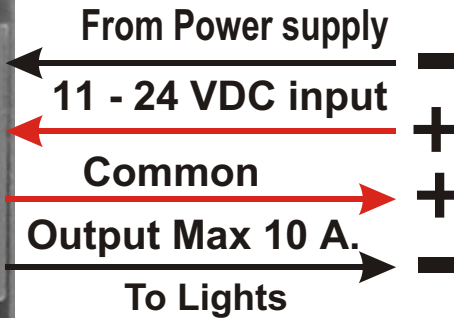 From Power supply
-
11 - 24 VDC input
+
Common
+
Output Max 10 A.
-
To Lights